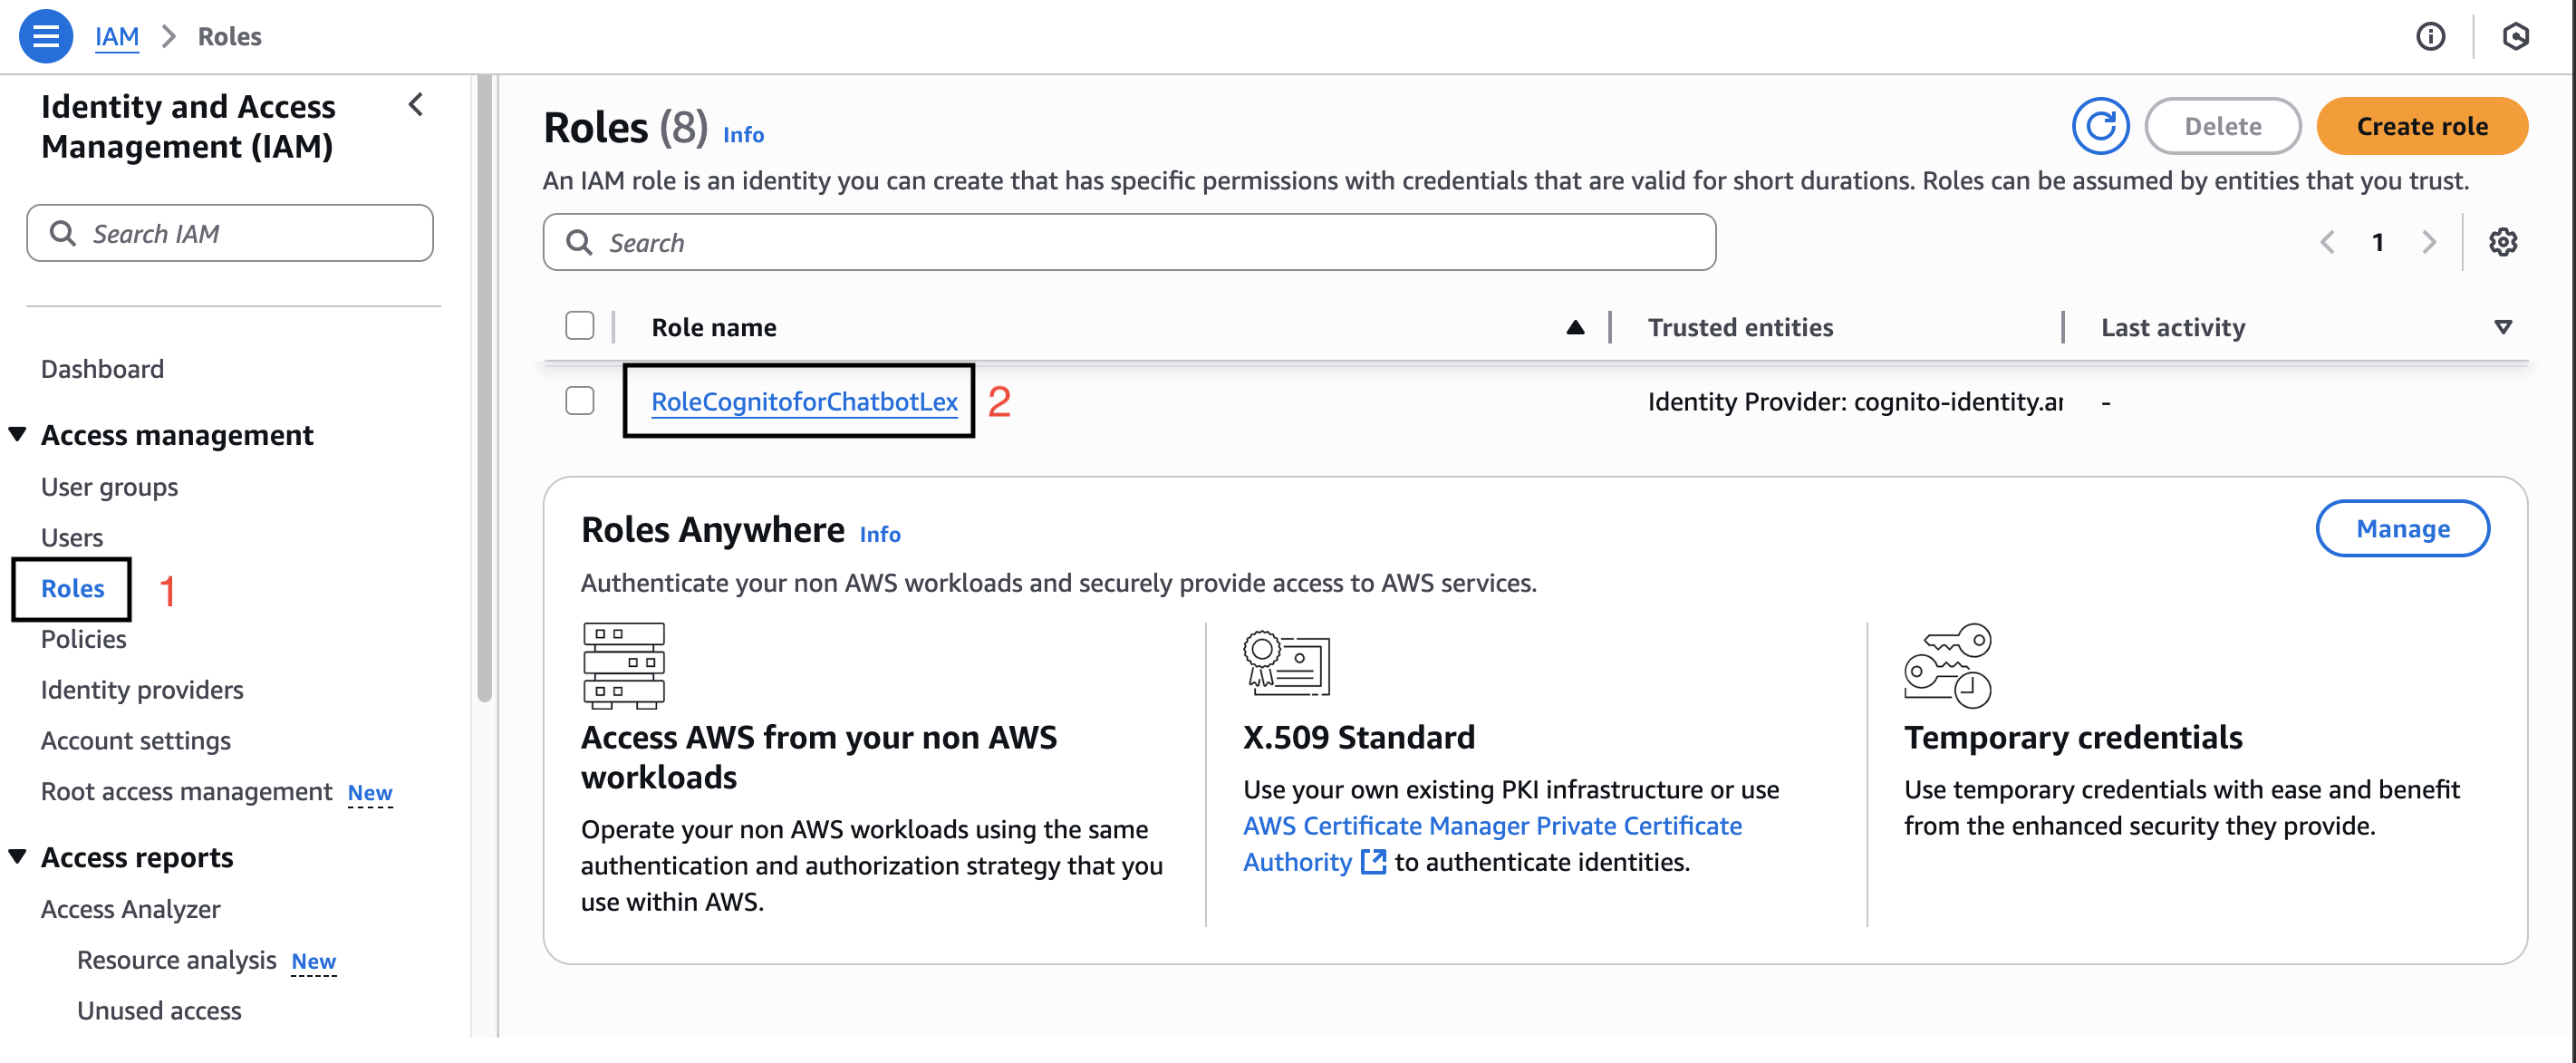 IAM > Roles
Identity and Access
Management (IAM)
Search IAM
Dashboard
Access management
User groups
Users
Roles 1
Policies
Identity providers
Account settings
Root access management New
Access reports
Access Analyzer
Resource analysis New
Unused access
Roles (8) Info
Delete
Create role
An IAM role is an identity you can create that has specific permissions with credentials that are valid for short durations. Roles can be assumed by entities that you trust.
Search
1
Role name Trusted entities Last activity
RoleCognitoforChatbotLex 2 Identity Provider: cognito-identity.a -
Roles Anywhere Info
Manage
Authenticate your non AWS workloads and securely provide access to AWS services.
Access AWS from your non AWS
workloads
Operate your non AWS workloads using the same
authentication and authorization strategy that you
use within AWS.
X.509 Standard
Use your own existing PKI infrastructure or use
AWS Certificate Manager Private Certificate
Authority to authenticate identities.
Temporary credentials
Use temporary credentials with ease and benefit
from the enhanced security they provide.